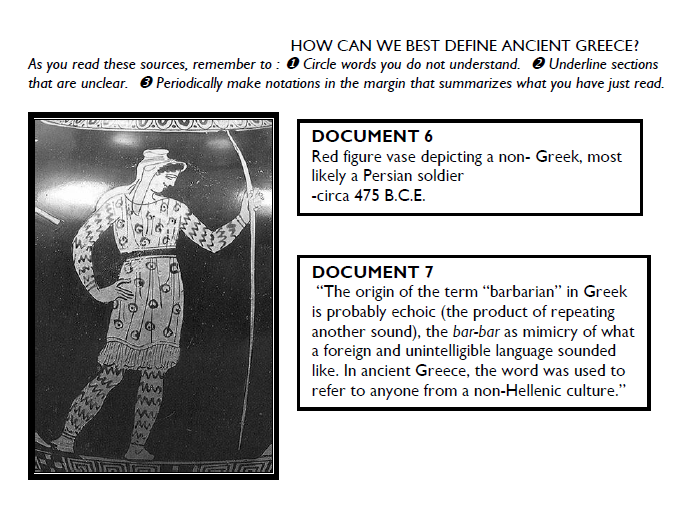 HOW CAN WE BEST DEFINE ANCIENT GREECE?
As you read these sources, remember to : ❶ Circle words you do not understand. ❷ Underline sections
that are unclear. ❸ Periodically make notations in the margin that summarizes what you have just read.
DOCUMENT 6
Red figure vase depicting a non- Greek, most
likely a Persian soldier
-circa 475 B.C.E.
DOCUMENT 7
“The origin of the term “barbarian” in Greek
is probably echoic (the product of repeating
another sound), the bar-bar as mimicry of what
a foreign and unintelligible language sounded
like. In ancient Greece, the word was used to
refer to anyone from a non-Hellenic culture.”